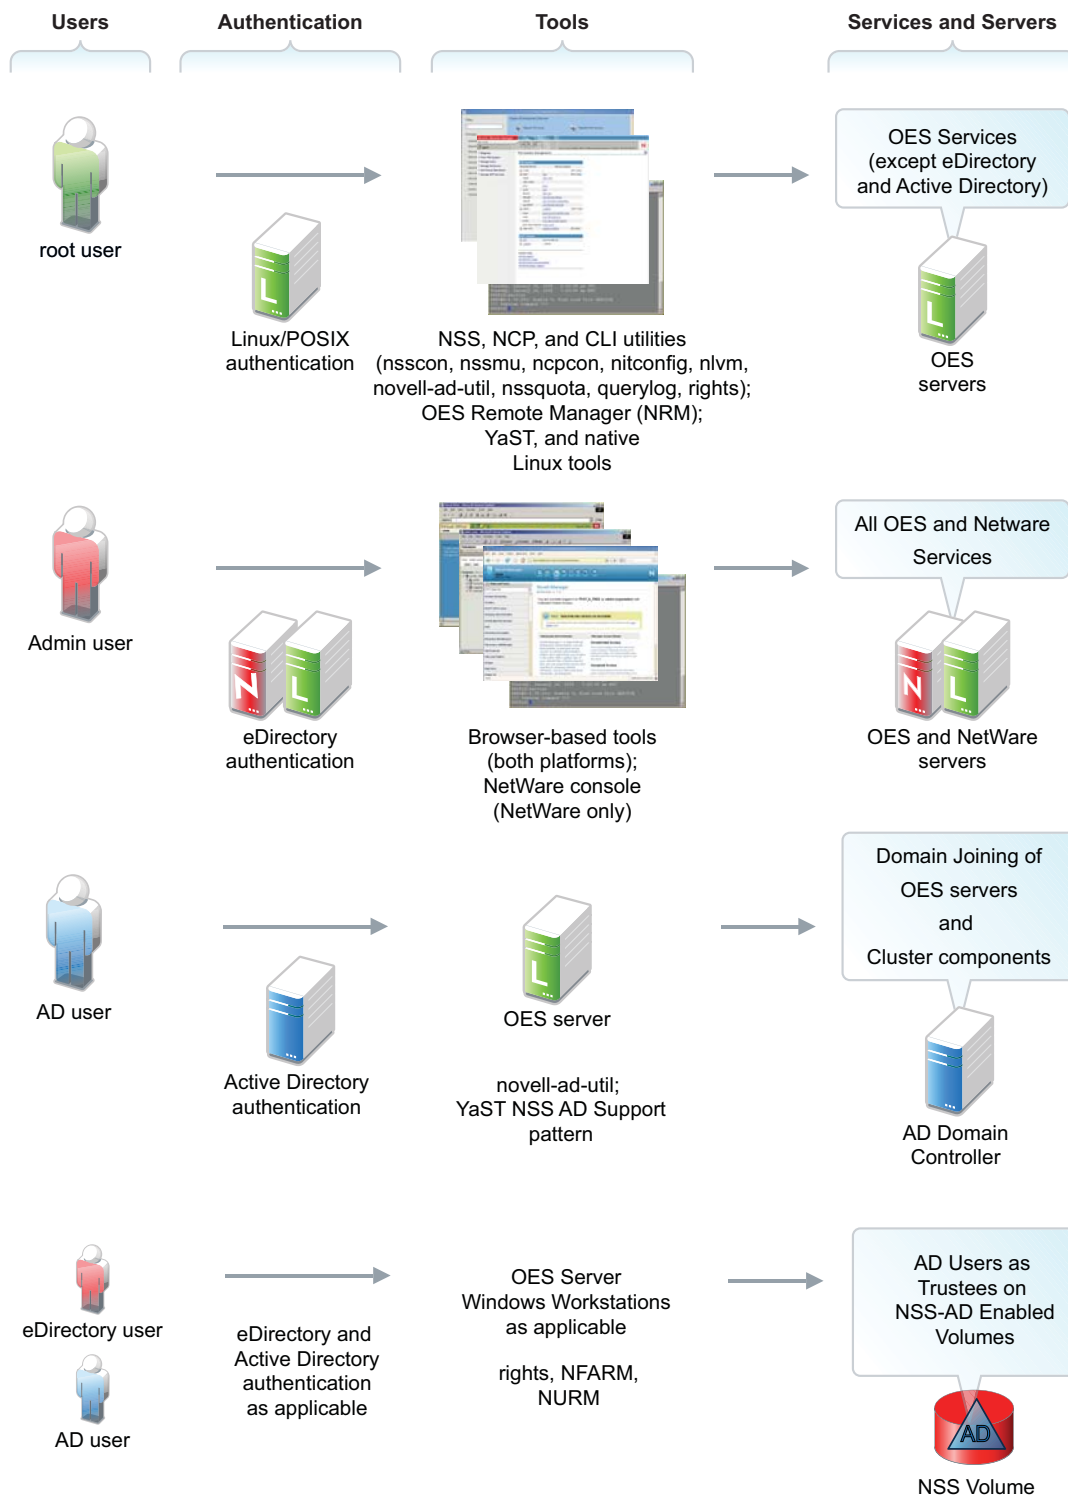 Users
Authentication
Tools
Services and Servers
root user
Linux/POSIX
authentication
NSS, NCP, and CLI utilities
(nsscon, nssmu, ncpcon, nitconfig, nlvm,
novell-ad-util, nssquota, querylog, rights);
OES Remote Manager (NRM);
YaST, and native
Linux tools
OES Services
(except eDirectory
and Active Directory)
L
L
OES
servers
Admin user
N
L
eDirectory
authentication
Browser-based tools
(both platforms);
NetWare console
(NetWare only)
All OES and Netware
Services
N
L
OES and NetWare
servers
AD user
Active Directory
authentication
L
OES server
novell-ad-util;
YaST NSS AD Support
pattern
Domain Joining of
OES servers
and
Cluster components
AD Domain
Controller
eDirectory user
AD user
eDirectory and
Active Directory
authentication
as applicable
OES Server
Windows Workstations
as applicable
rights, NFARM,
NURM
AD Users as
Trustees on
NSS-AD Enabled
Volumes
AD
NSS Volume